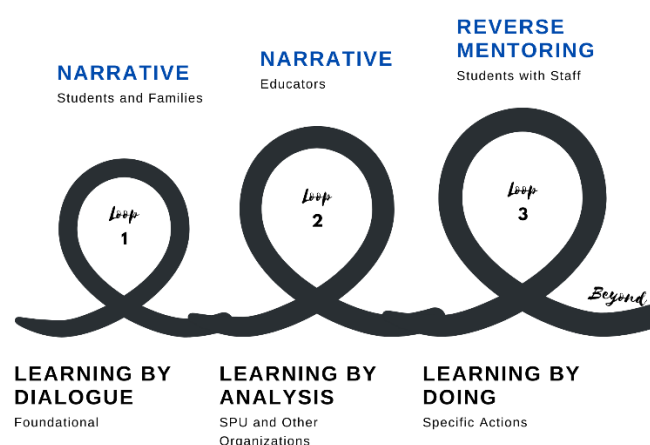 NARRATIVE
Students and Families
NARRATIVE
Educators
REVERSE
MENTORING
Students with Staff
Loop
1
Loop
2
Loop
3
Beyond
LEARNING BY
DIALOGUE
Foundational
LEARNING BY
ANALYSIS
SPU and Other
Organizations
LEARNING BY
DOING
Specific Actions